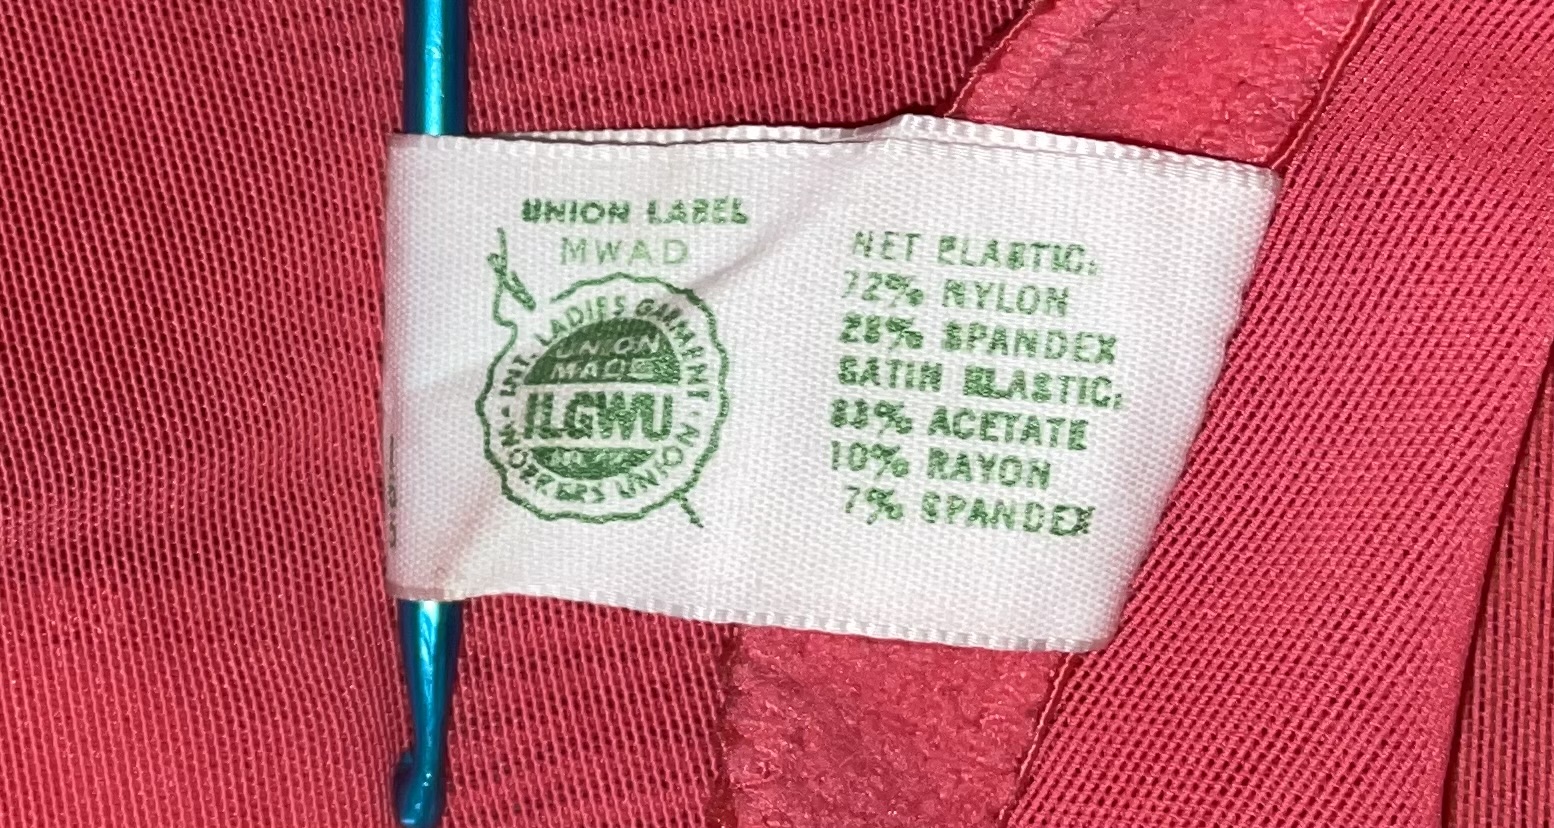 UNION LABEL
MWAD
INT. LADIES GARMENT
WORKERS UNION
UNION
MADE
ILGWU
NET ELASTIC:
72% NYLON
28% SPANDEX
SATIN ELASTIC:
83% ACETATE
10% RAYON
7% SPANDEX